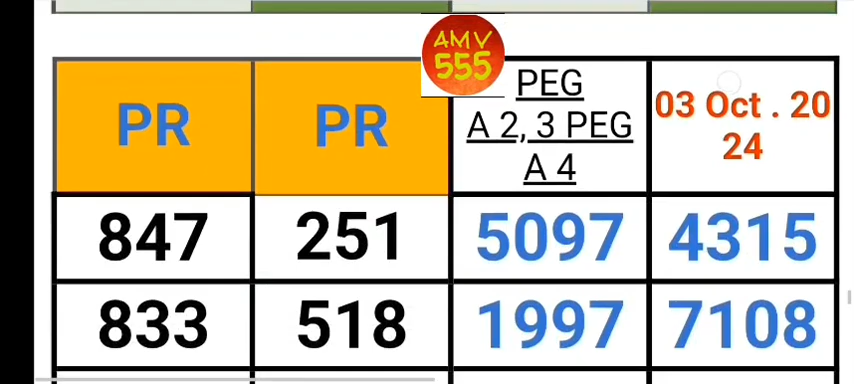 AMV
555
PR
PR
PEG
A 2, 3 PEG
A 4
03 Oct . 20
24
847
251
5097
4315
833
518
1997
7108